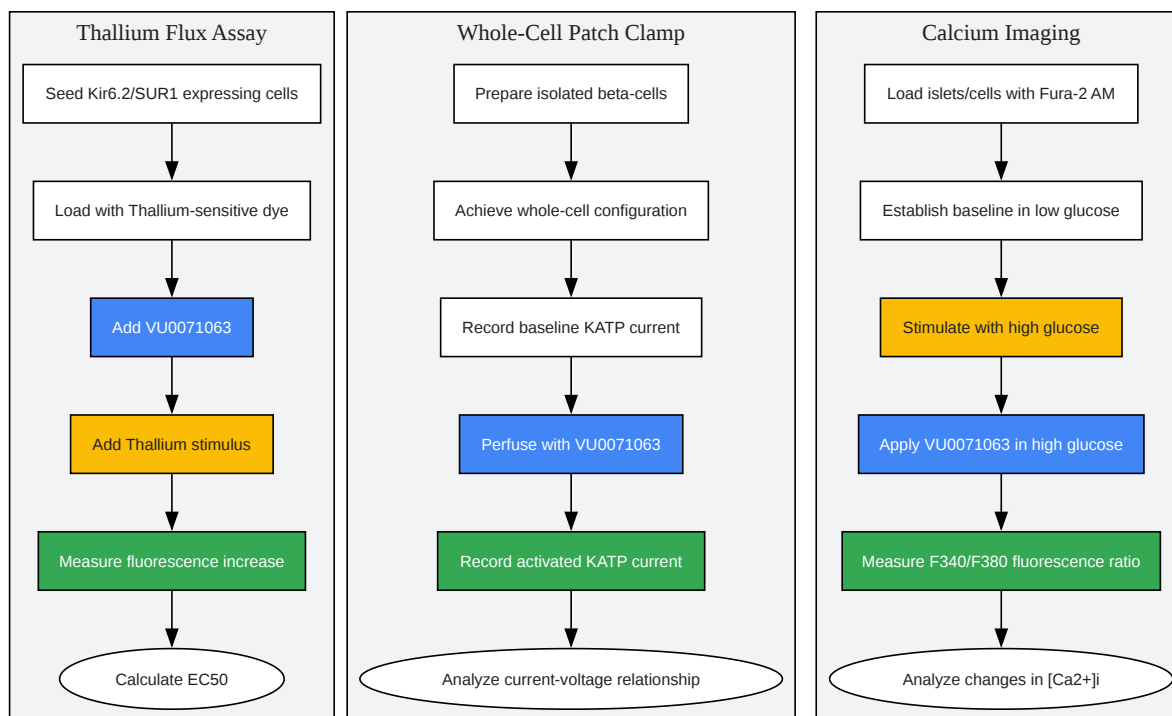 Thallium Flux Assay
Seed Kir6.2/SUR1 expressing cells
Load with Thallium-sensitive dye
Add VU0071063
Add Thallium stimulus
Measure fluorescence increase
Calculate EC50
Whole-Cell Patch Clamp
Prepare isolated beta-cells
Achieve whole-cell configuration
Record baseline KATP current
Perfuse with VU0071063
Record activated KATP current
Analyze current-voltage relationship
Calcium Imaging
Load islets/cells with Fura-2 AM
Establish baseline in low glucose
Stimulate with high glucose
Apply VU0071063 in high glucose
Measure F340/F380 fluorescence ratio
Analyze changes in [Ca2+]i